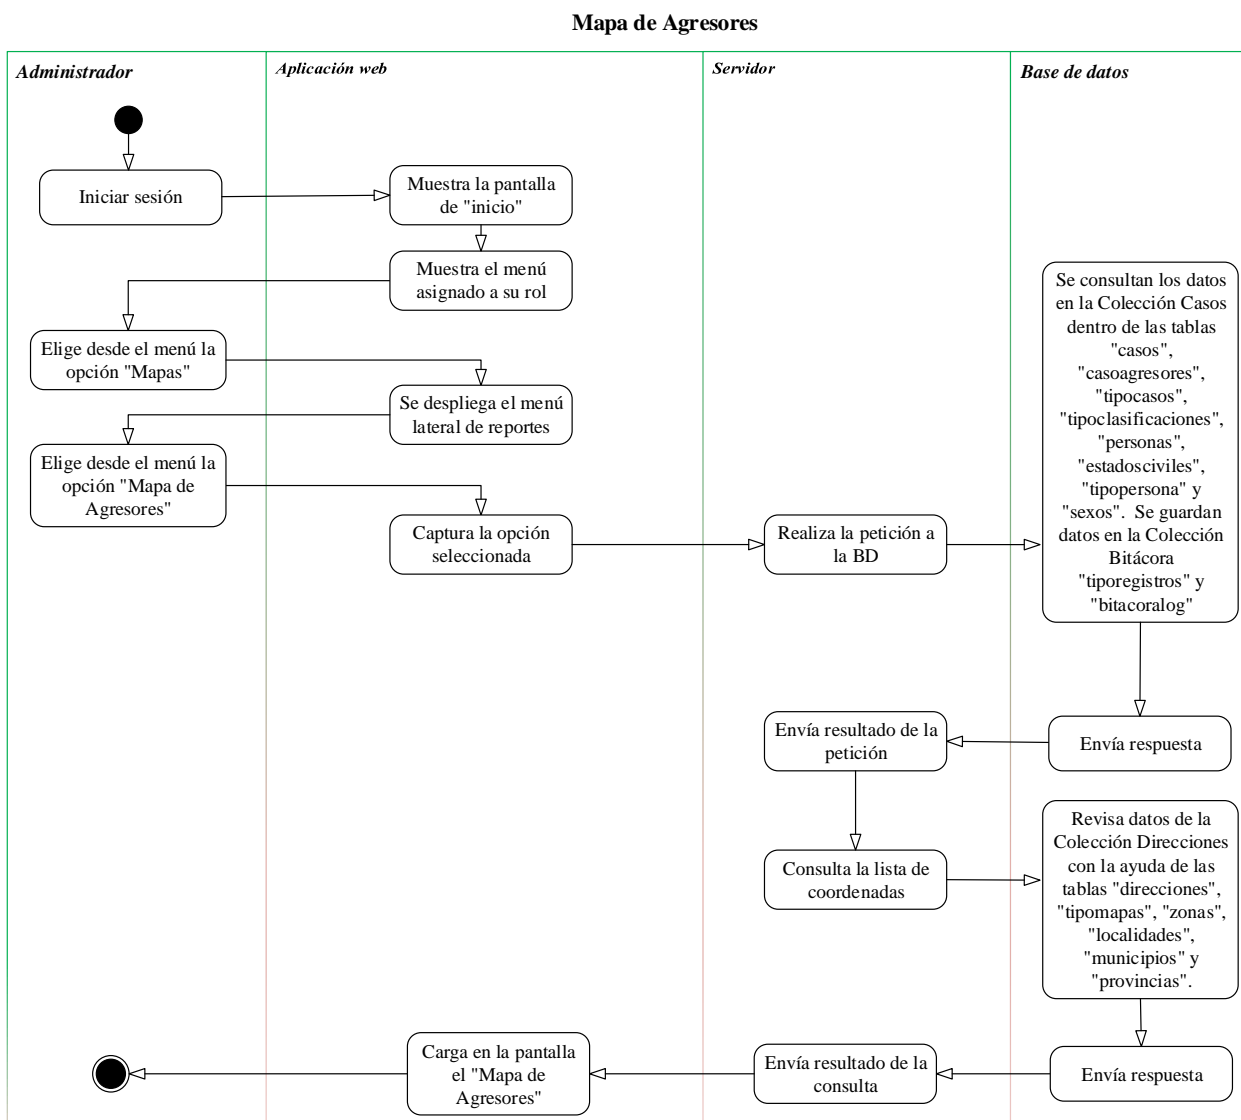 Mapa de Agresores
Administrador
Aplicación web
Servidor
Base de datos
Iniciar sesión
Muestra la pantalla
de "inicio"
Muestra el menú
asignado a su rol
Elige desde el menú la
opción "Mapas"
Se despliega el menú
lateral de reportes
Elige desde el menú la
opción "Mapa de
Agresores"
Captura la opción
seleccionada
Realiza la petición a
la BD
Se consultan los datos
en la Colección Casos
dentro de las tablas
"casos",
"casoagresores",
"tipocasos",
"tipoclasificaciones",
"personas",
"estadosciviles",
"tipopersona" y
"sexos".  Se guardan
datos en la Colección
Bitácora
"tiporegistros" y
"bitacoralog"
Envía respuesta
Envía resultado de la
petición
Consulta la lista de
coordenadas
Revisa datos de la
Colección Direcciones
con la ayuda de las
tablas "direcciones",
"tipomapas", "zonas",
"localidades",
"municipios" y
"provincias".
Envía respuesta
Envía resultado de la
consulta
Carga en la pantalla
el "Mapa de
Agresores"